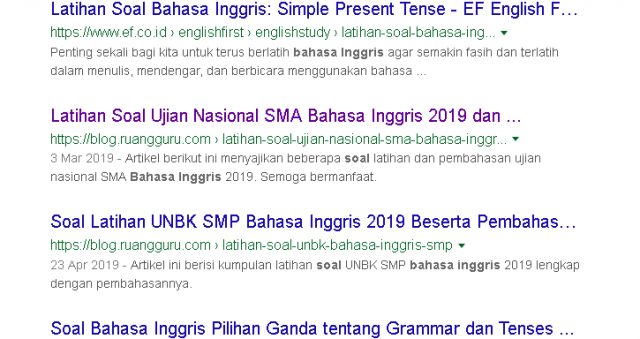 Latihan Soal Bahasa Inggris: Simple Present Tense - EF English F...
https://www.ef.co.id › englishfirst › englishstudy › latihan-soal-bahasa-ing...
Penting sekali bagi kita untuk terus berlatih bahasa Inggris agar semakin fasih dan terlatih
dalam menulis, mendengar, dan berbicara menggunakan bahasa ...
Latihan Soal Ujian Nasional SMA Bahasa Inggris 2019 dan ...
https://blog.ruangguru.com › latihan-soal-ujian-nasional-sma-bahasa-inggr...
3 Mar 2019 - Artikel berikut ini menyajikan beberapa soal latihan dan pembahasan ujian
nasional SMA Bahasa Inggris 2019. Semoga bermanfaat.
Soal Latihan UNBK SMP Bahasa Inggris 2019 Beserta Pembahas...
https://blog.ruangguru.com › latihan-soal-unbk-bahasa-inggris-smp
23 Apr 2019 - Artikel ini berisi kumpulan latihan soal UNBK SMP bahasa inggris 2019 lengkap
dengan pembahasannya.
Soal Bahasa Inggris Pilihan Ganda tentang Grammar dan Tenses ...